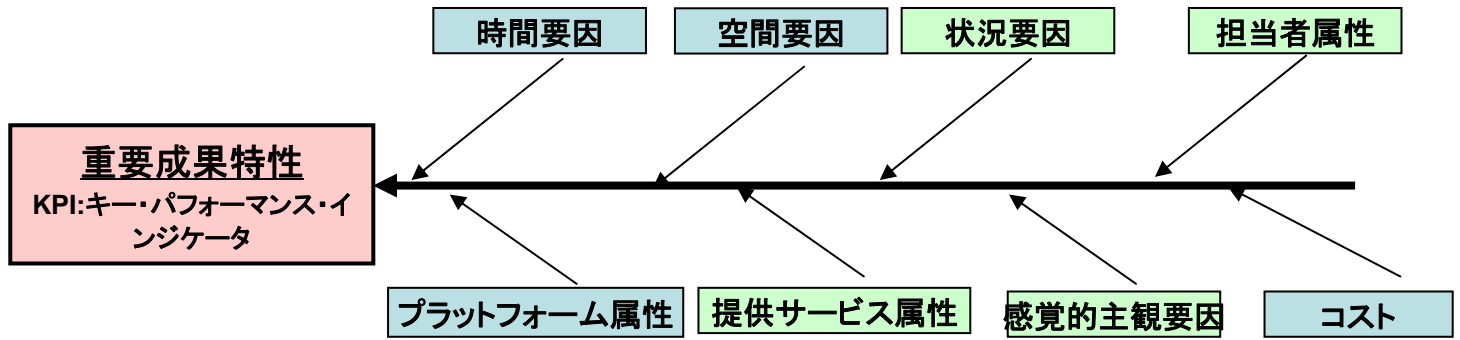 時間要因
空間要因
状況要因
担当者属性
重要成果特性
KPI:キー・パフォーマンス・イ
ンジケータ
プラットフォーム属性
提供サービス属性
感覚的主観要因
コスト